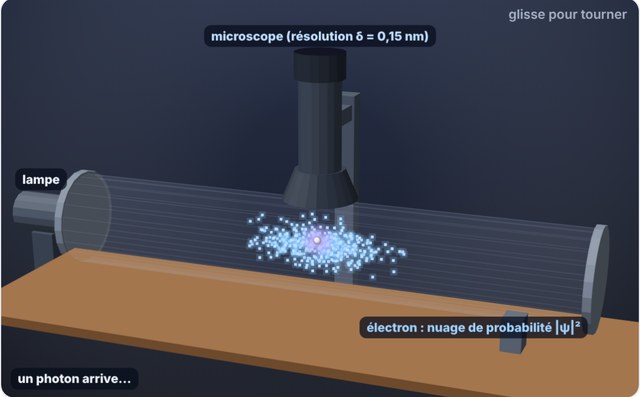 glisse pour tourner
microscope (résolution δ = 0,15 nm)
lampe
électron : nuage de probabilité |ψ|²
un photon arrive…